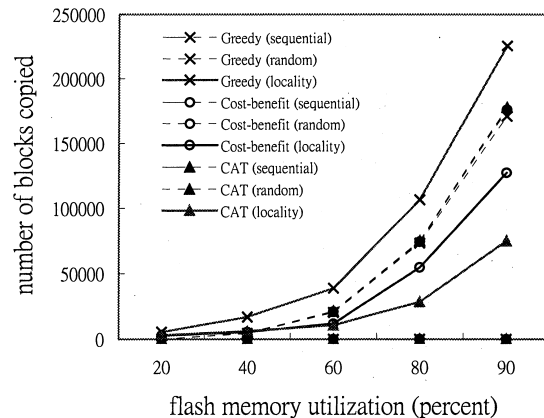 number of blocks copied
250000
200000
150000
100000
50000
0
Greedy (sequential)
Greedy (random)
Greedy (locality)
Cost-benefit (sequential)
Cost-benefit (random)
Cost-benefit (locality)
CAT (sequential)
CAT (random)
CAT (locality)
20 40 60 80 90
flash memory utilization (percent)